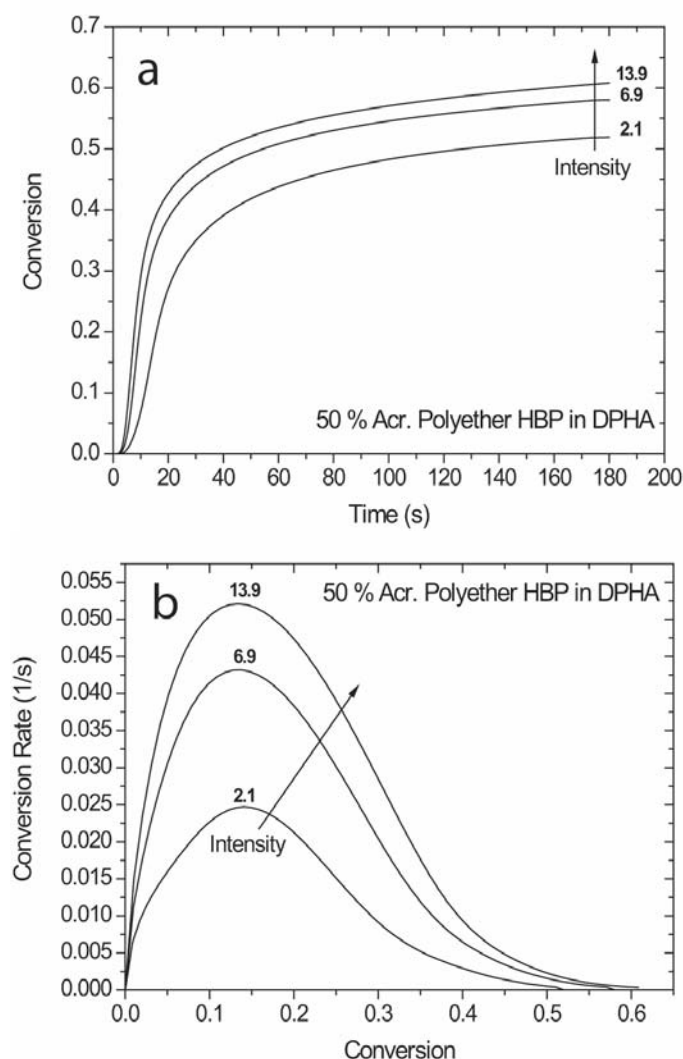 a
0.7
0.6
0.5
0.4
0.3
0.2
0.1
0.0
Conversion
13.9
6.9
2.1
Intensity
50 % Acr. Polyether HBP in DPHA
0 20 40 60 80 100 120 140 160 180 200
Time (s)
b
50 % Acr. Polyether HBP in DPHA
0.055
0.050
0.045
0.040
0.035
0.030
0.025
0.020
0.015
0.010
0.005
0.000
Conversion Rate (1/s)
13.9
6.9
2.1
Intensity
0.0 0.1 0.2 0.3 0.4 0.5 0.6
Conversion